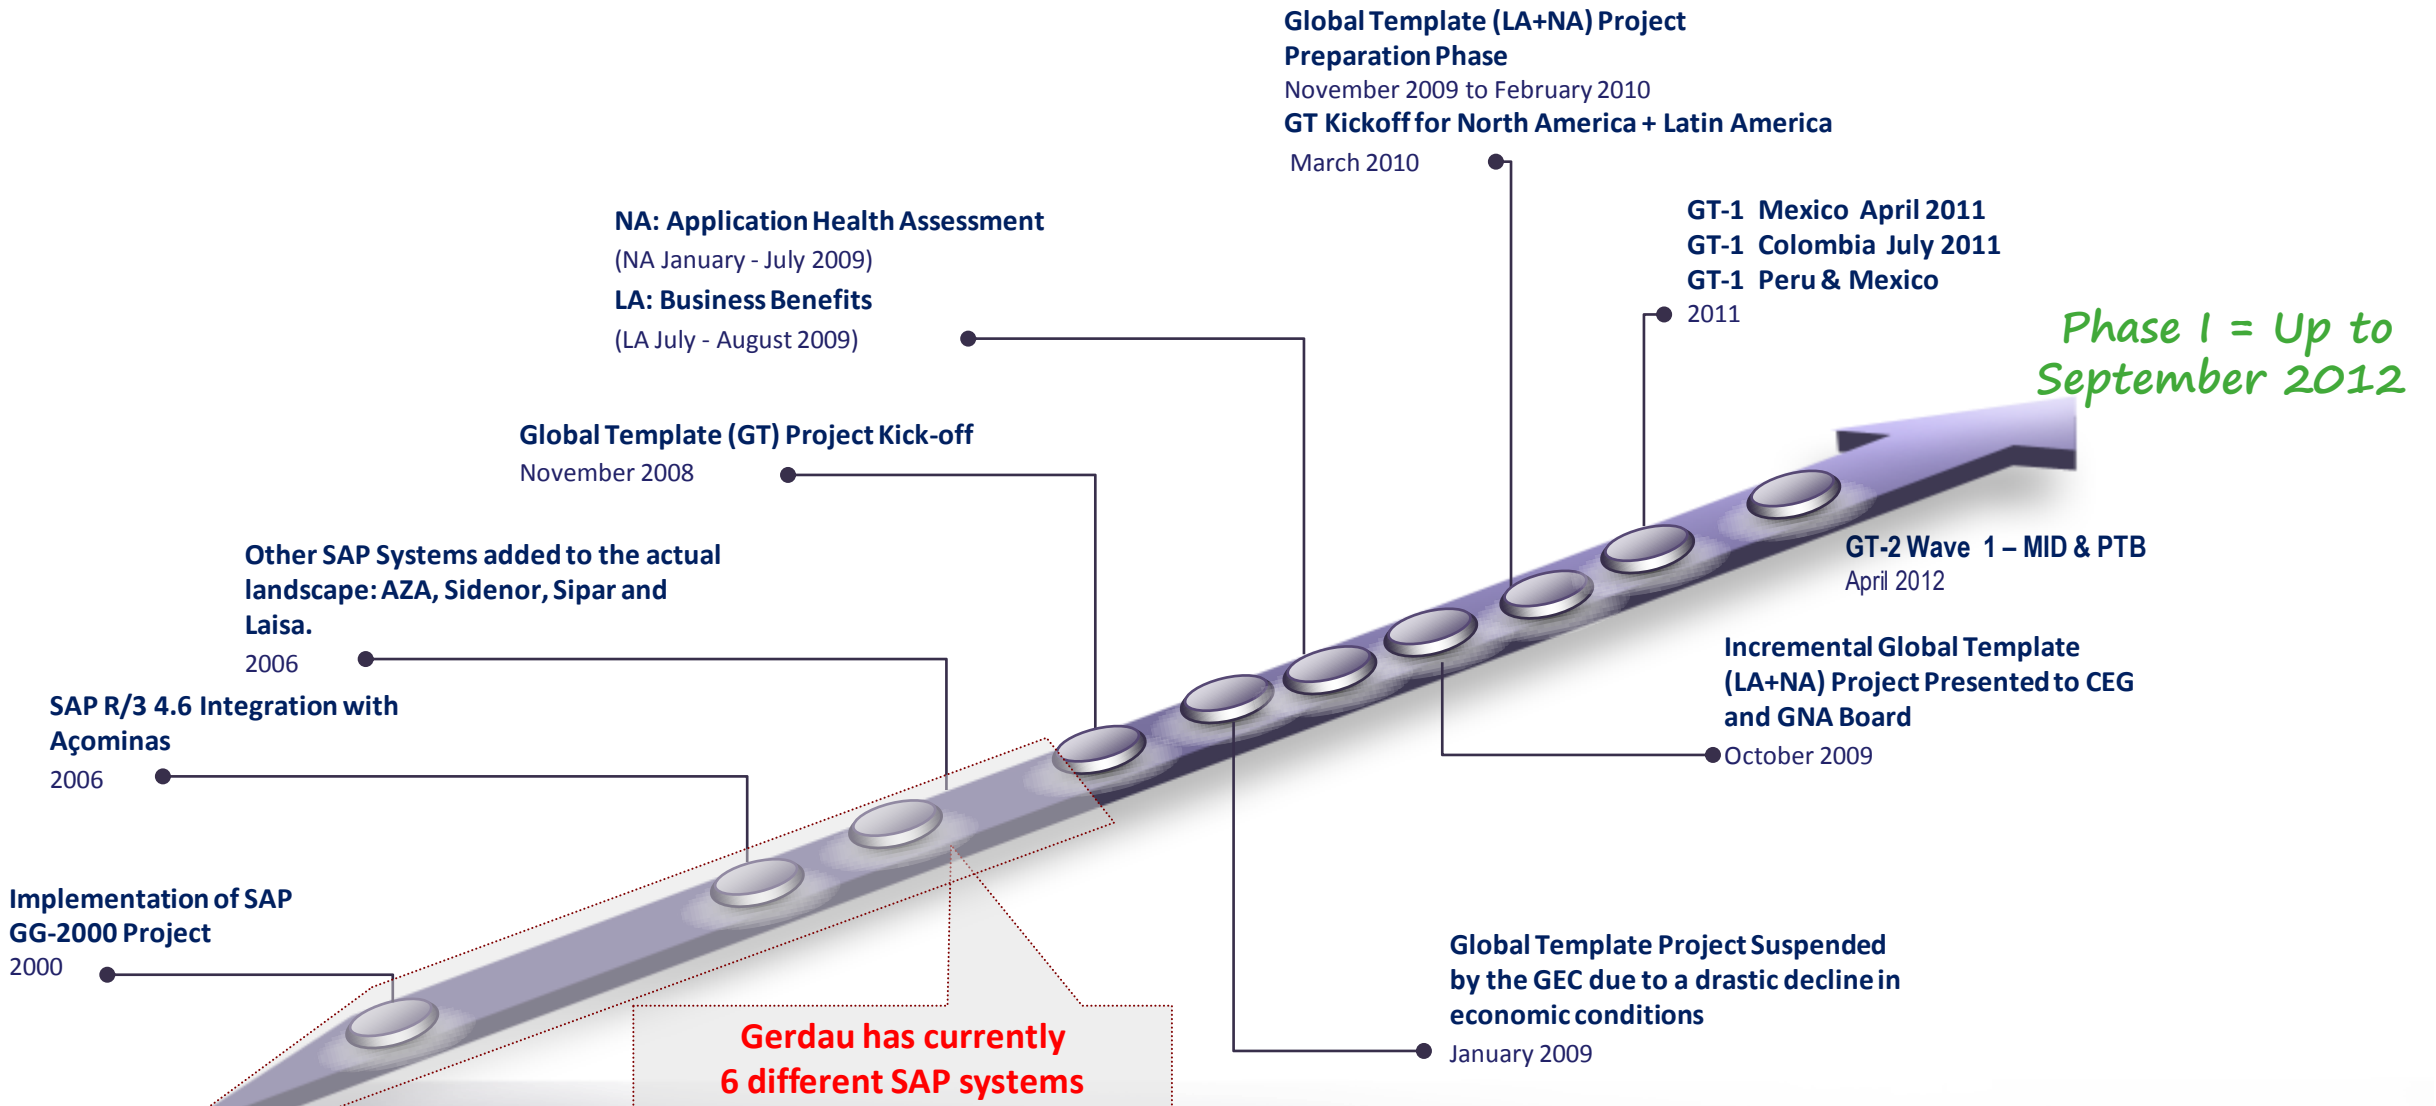 Global Template (LA+NA) Project
Preparation Phase
November 2009 to February 2010
GT Kickoff for North America + Latin America
March 2010
NA: Application Health Assessment
(NA January - July 2009)
LA: Business Benefits
(LA July - August 2009)
GT-1 Mexico April 2011
GT-1 Colombia July 2011
GT-1 Peru & Mexico
2011
Phase I = Up to
September 2012
Global Template (GT) Project Kick-off
November 2008
Other SAP Systems added to the actual
landscape: AZA, Sidenor, Sipar and
Laisa.
2006
GT-2 Wave 1 – MID & PTB
April 2012
Incremental Global Template
(LA+NA) Project Presented to CEG
and GNA Board
October 2009
SAP R/3 4.6 Integration with
Açominas
2006
Implementation of SAP
GG-2000 Project
2000
Global Template Project Suspended
by the GEC due to a drastic decline in
economic conditions
January 2009
Gerdau has currently
6 different SAP systems